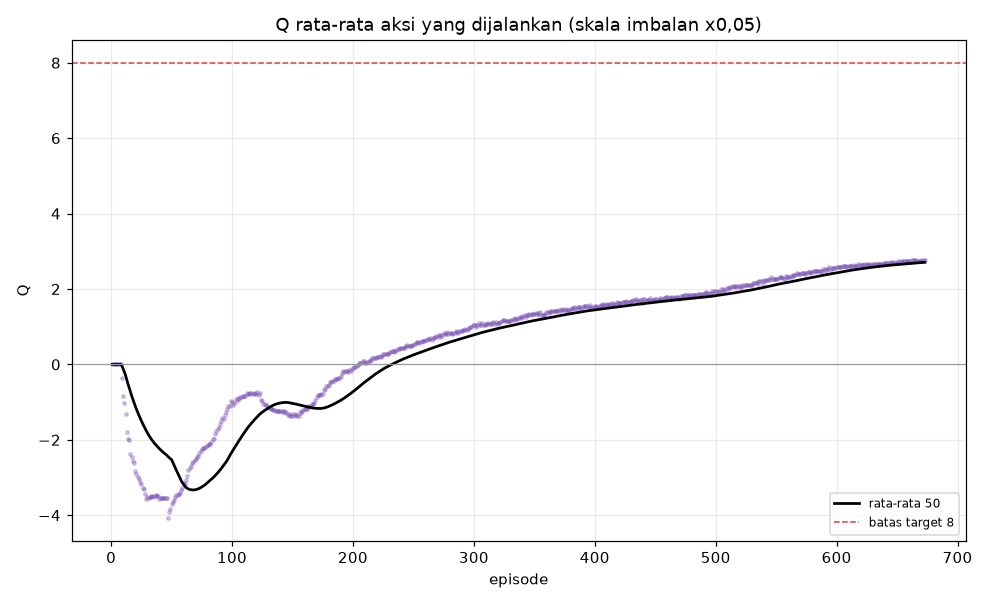 Q rata-rata aksi yang dijalankan (skala imbalan x0,05)
Q
8
6
4
2
0
−2
−4
0 100 200 300 400 500 600 700
episode
rata-rata 50
batas target 8